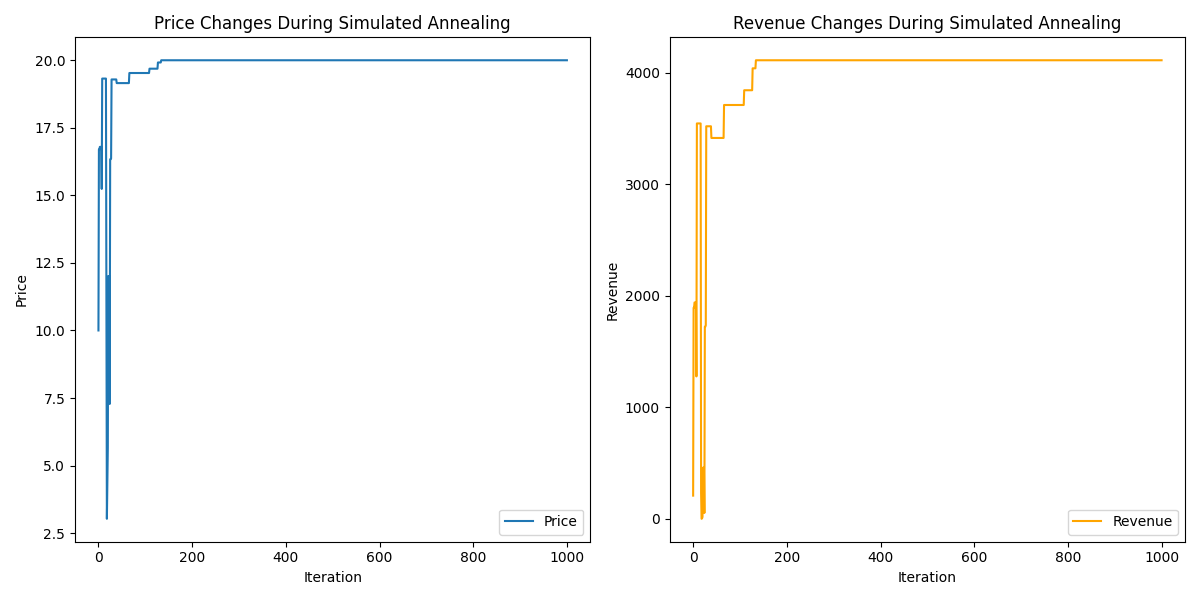 Price Changes During Simulated Annealing
20.0
17.5
15.0
12.5
10.0
7.5
5.0
2.5
Price
0 200 400 600 800 1000
Iteration
Price
Revenue Changes During Simulated Annealing
4000
3000
2000
1000
0
Revenue
0 200 400 600 800 1000
Iteration
Revenue